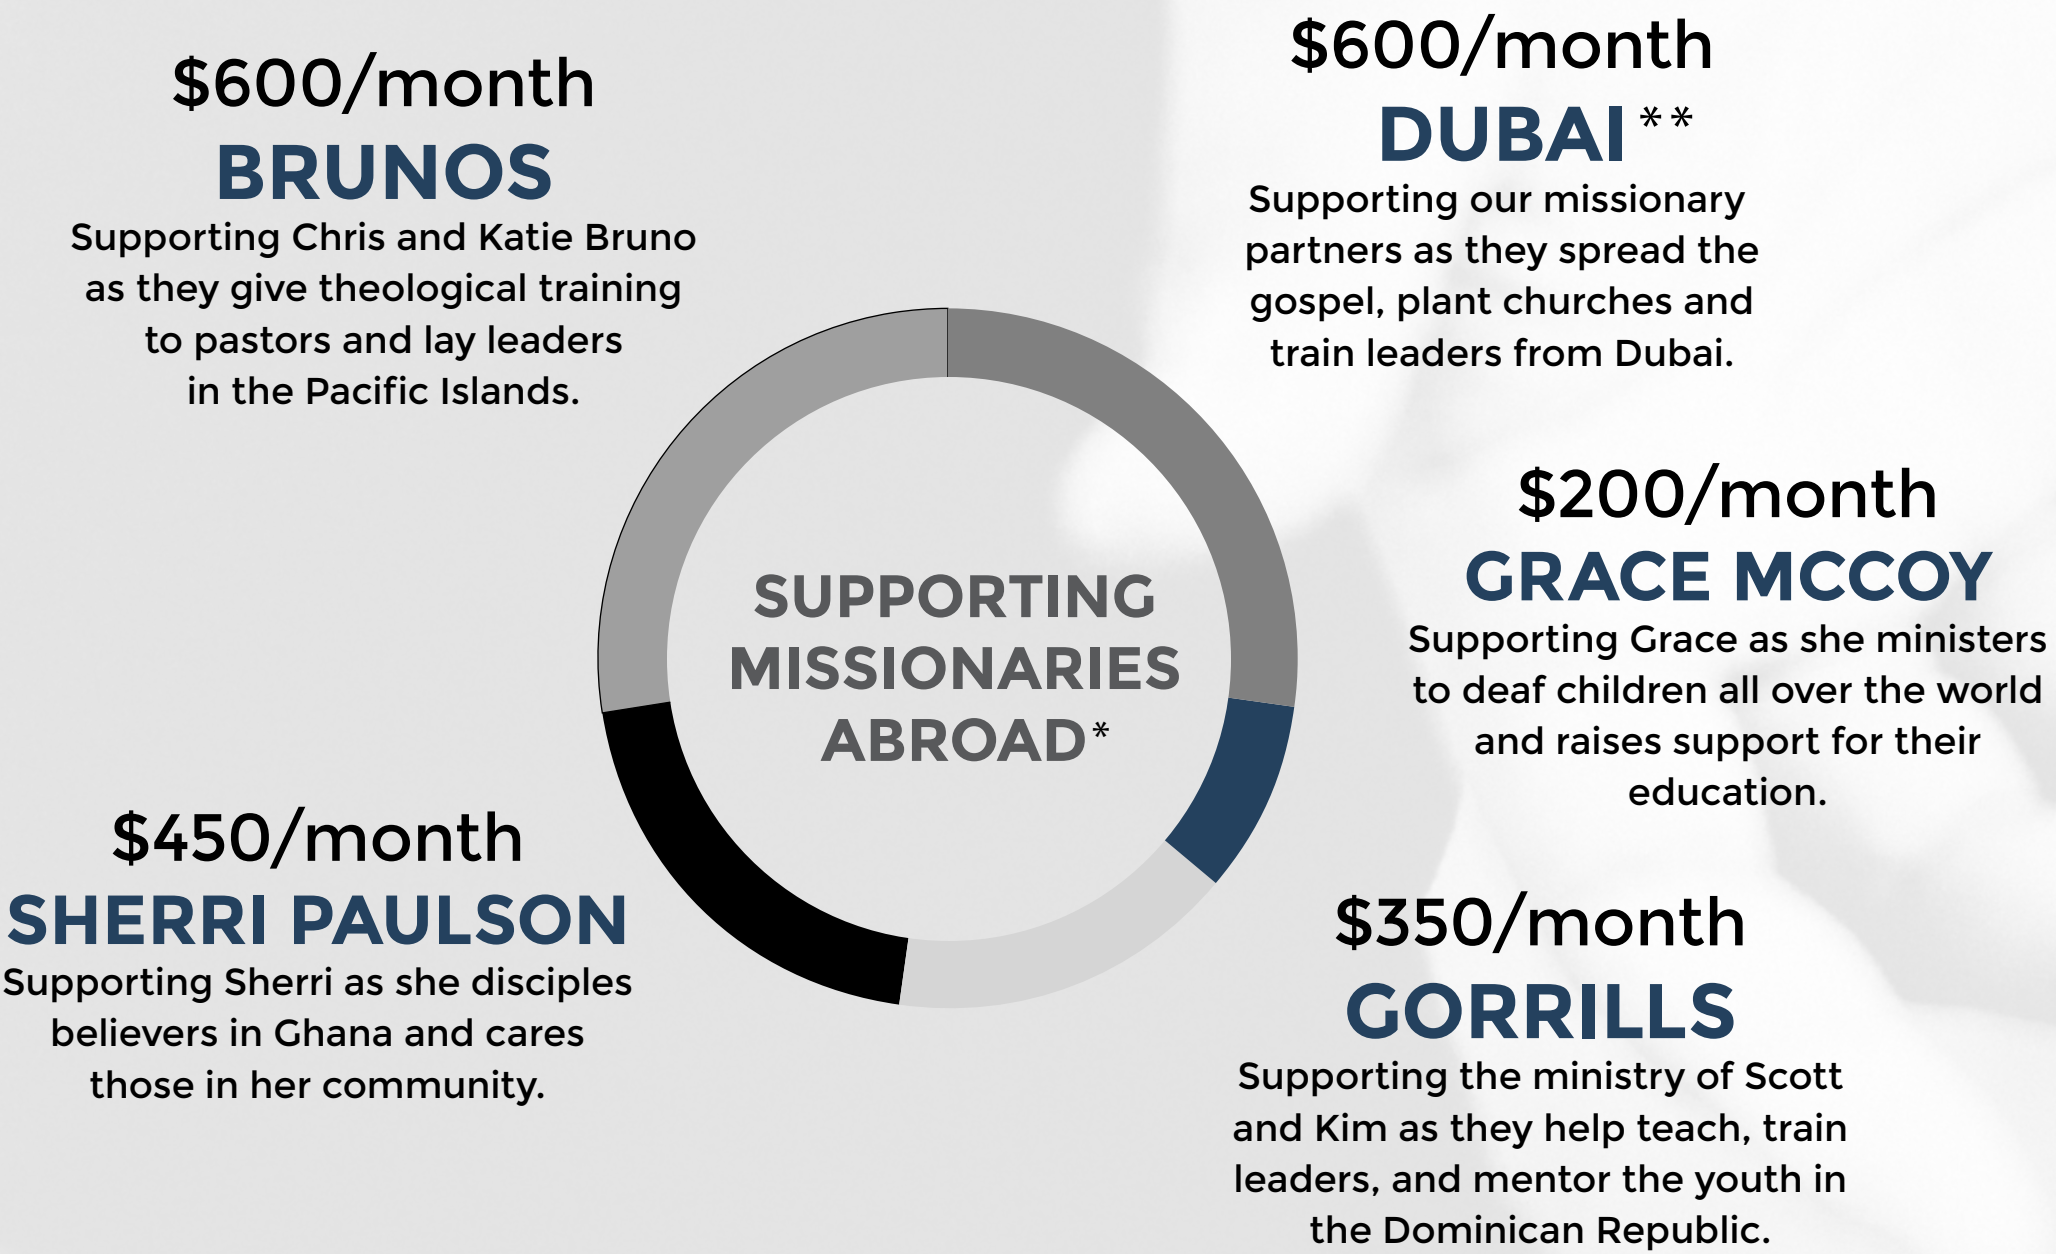 $600/month
BRUNOS
Supporting Chris and Katie Bruno
as they give theological training
to pastors and lay leaders
in the Pacific Islands.
$600/month
DUBAI**
Supporting our missionary
partners as they spread the
gospel, plant churches and
train leaders from Dubai.
SUPPORTING
MISSIONARIES
ABROAD*
$200/month
GRACE MCCOY
Supporting Grace as she ministers
to deaf children all over the world
and raises support for their
education.
$450/month
SHERRI PAULSON
Supporting Sherri as she disciples
believers in Ghana and cares
those in her community.
$350/month
GORRILLS
Supporting the ministry of Scott
and Kim as they help teach, train
leaders, and mentor the youth in
the Dominican Republic.